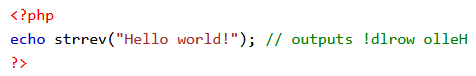 <?php
echo strrev("Hello world!"); // outputs !dlrow olleH
?>